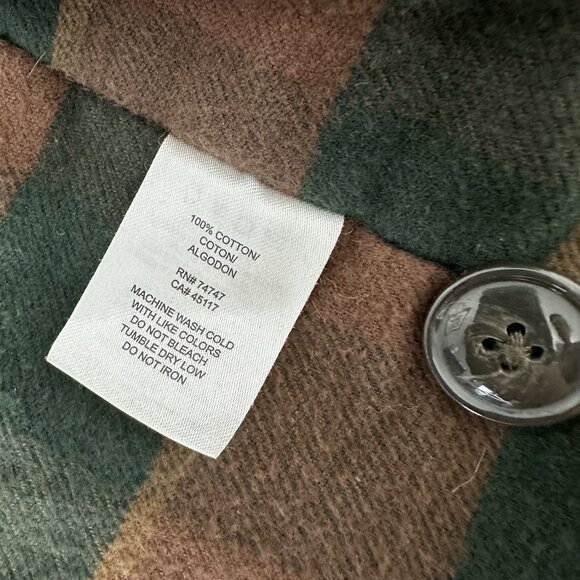 100% COTTON/
COTON/
ALGODON
RN# 74747
CA# 45117
MACHINE WASH COLD
WITH LIKE COLORS
DO NOT BLEACH
TUMBLE DRY LOW
DO NOT IRON